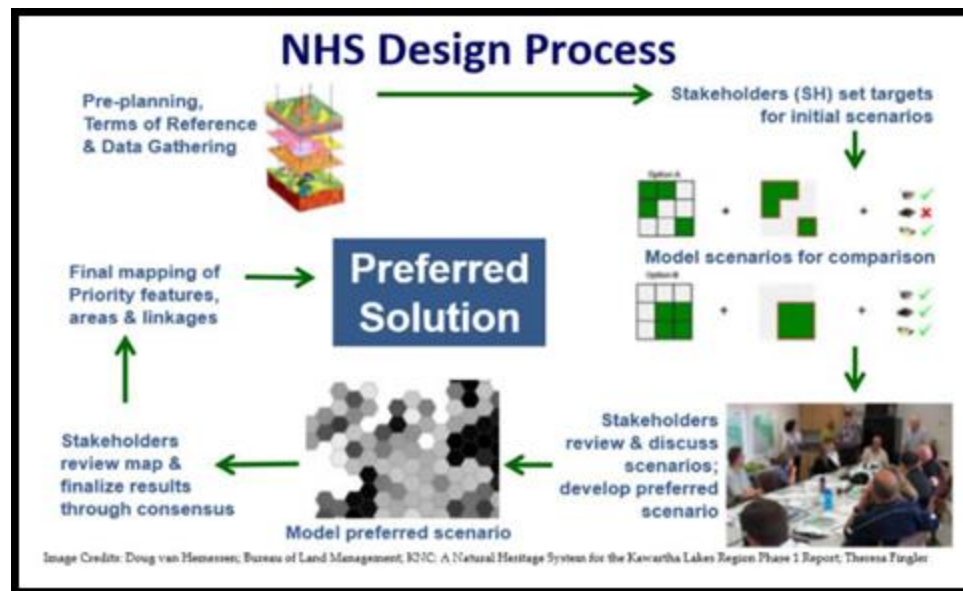 NHS Design Process
Pre-planning,
Terms of Reference
& Data Gathering
Stakeholders (SH) set targets
for initial scenarios
Option A
+
+
Model scenarios for comparison
Option B
+
+
Stakeholders
review & discuss
scenarios;
develop preferred
scenario
Model preferred scenario
Stakeholders
review map &
finalize results
through consensus
Final mapping of
Priority features,
areas & linkages
Preferred
Solution
Image Credits: Doug van Hemessen; Bureau of Land Management; KNC: A Natural Heritage System for the Kawartha Lakes Region Phase 1 Report; Theresa Fingler